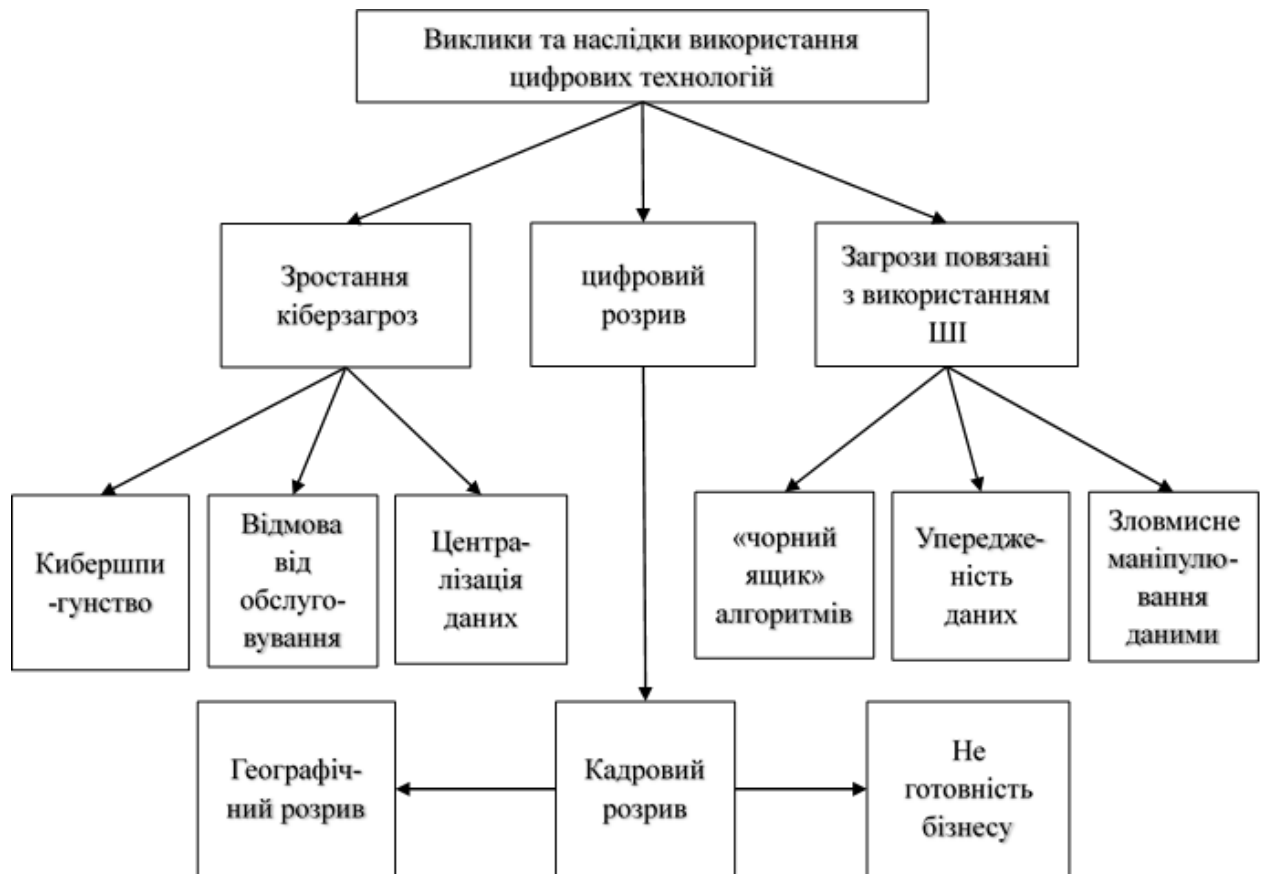 Виклики та наслідки використання
цифрових технологій
Зростання
кіберзагроз
цифровий
розрив
Загрози повязані
з використанням
ШІ
Кибершпи
-гунство
Відмова
від
обслуго-
вування
Центра-
лізація
даних
«чорний
ящик»
алгоритмів
Упередже-
ність
даних
Зловмисне
маніпулю-
вання
даними
Географіч-
ний розрив
Кадровий
розрив
Не
готовність
бізнесу